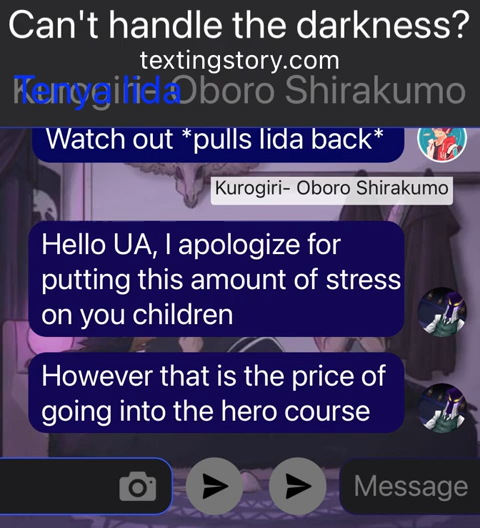 Can't handle the darkness?
textingstory.com
Tenya Iida
Kurogiri- Oboro Shirakumo
Watch out *pulls Iida back*
Kurogiri- Oboro Shirakumo
Hello UA, I apologize for
putting this amount of stress
on you children
However that is the price of
going into the hero course
Message